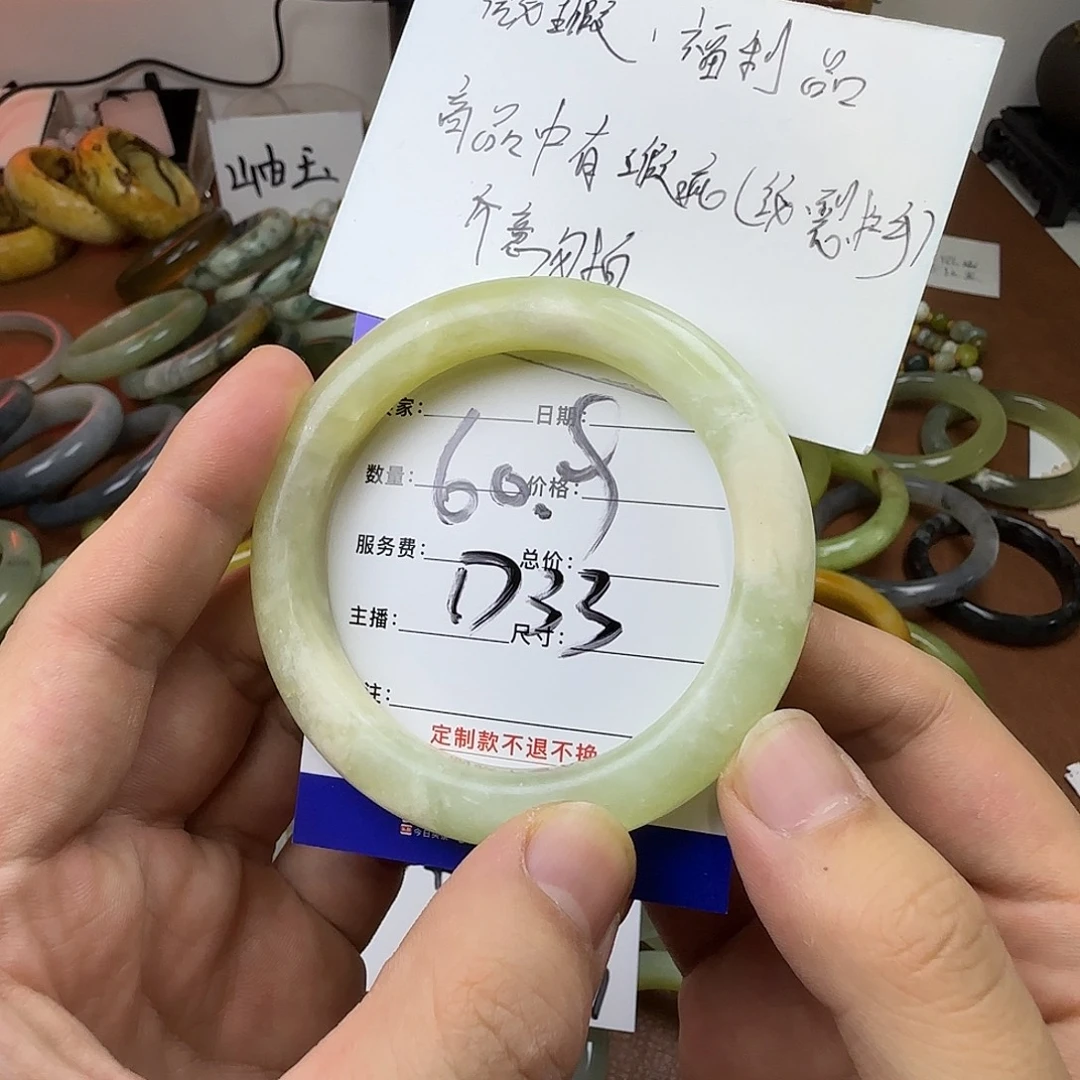 瑕,福利品
商品中有瑕疵(纹裂.炸手)
介意勿拍
岫玉
家: 日期:
60.8
数量: 价格:
服务费: 总价:
D33
主播: 尺寸:
注:
定制款不退不换